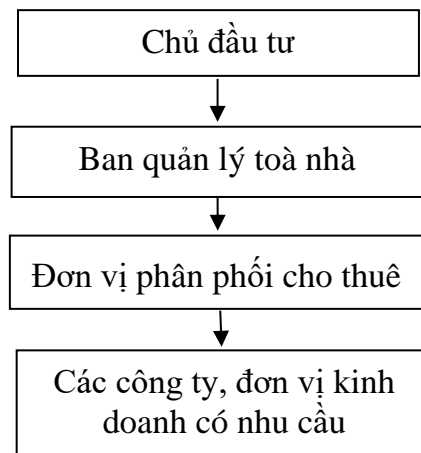 Chủ đầu tư
Ban quản lý toà nhà
Đơn vị phân phối cho thuê
Các công ty, đơn vị kinh
doanh có nhu cầu